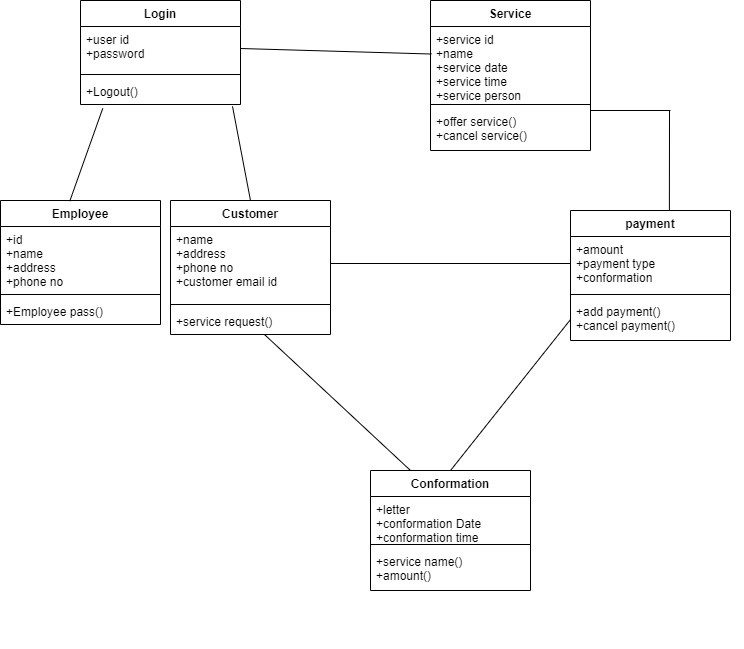 Login
+user id
+password
+Logout()
Service
+service id
+name
+service date
+service time
+service person
+offer service()
+cancel service()
Employee
+id
+name
+address
+phone no
+Employee pass()
Customer
+name
+address
+phone no
+customer email id
+service request()
payment
+amount
+payment type
+conformation
+add payment()
+cancel payment()
Conformation
+letter
+conformation Date
+conformation time
+service name()
+amount()